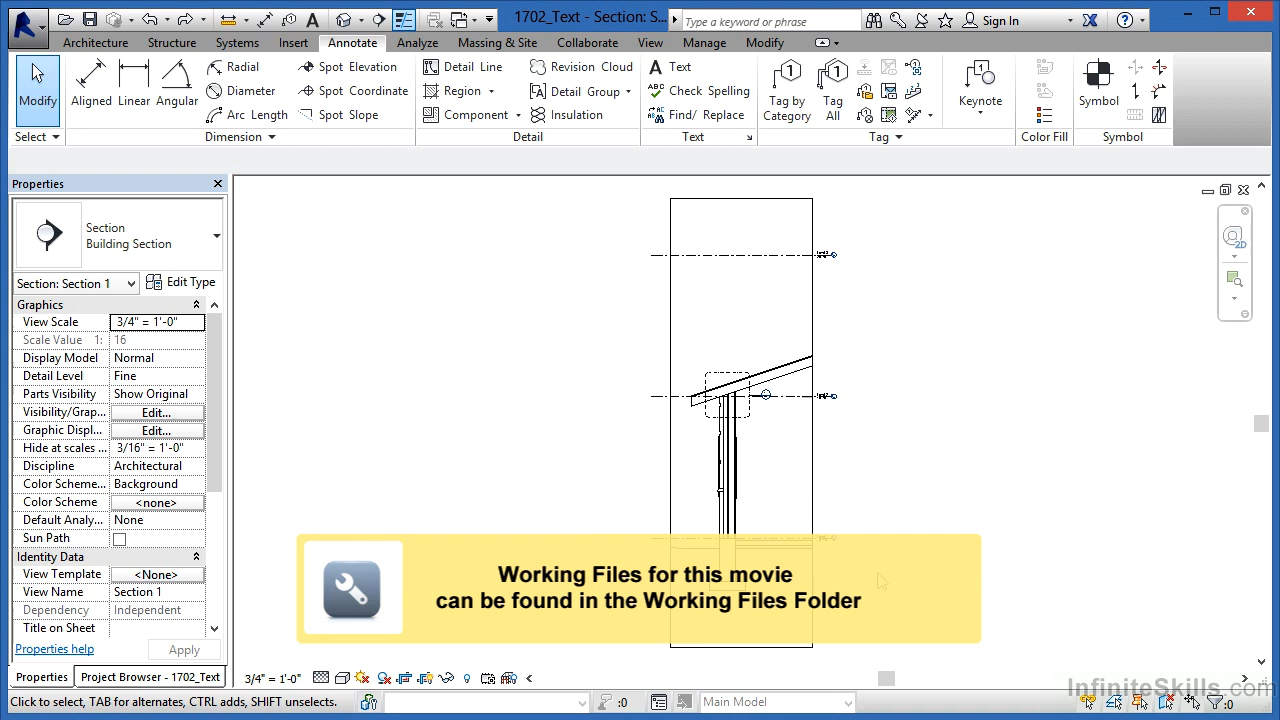 1702_Text - Section: S...
Type a keyword or phrase
Sign In
Architecture
Structure
Systems
Insert
Annotate
Analyze
Massing & Site
Collaborate
View
Manage
Modify
Modify
Aligned
Linear
Angular
Radial
Diameter
Arc Length
Spot Elevation
Spot Coordinate
Spot Slope
Detail Line
Region
Component
Revision Cloud
Detail Group
Insulation
Text
Check Spelling
Find/ Replace
Tag by
Category
Tag
All
Keynote
Symbol
Select
Dimension
Detail
Text
Tag
Color Fill
Symbol
Properties
Section
Building Section
Section: Section 1
Edit Type
Graphics
View Scale
3/4" = 1'-0"
Scale Value 1:
16
Display Model
Normal
Detail Level
Fine
Parts Visibility
Show Original
Visibility/Grap...
Edit...
Graphic Displ...
Edit...
Hide at scales ...
3/16" = 1'-0"
Discipline
Architectural
Color Scheme...
Background
Color Scheme
<none>
Default Analy...
None
Sun Path
Identity Data
View Template
<None>
View Name
Section 1
Dependency
Independent
Title on Sheet
Properties help
Apply
Properties
Project Browser - 1702_Text
2D
Working Files for this movie
can be found in the Working Files Folder
3/4" = 1'-0"
Click to select, TAB for alternates, CTRL adds, SHIFT unselects.
:0
Main Model
:0
InfiniteSkills.com